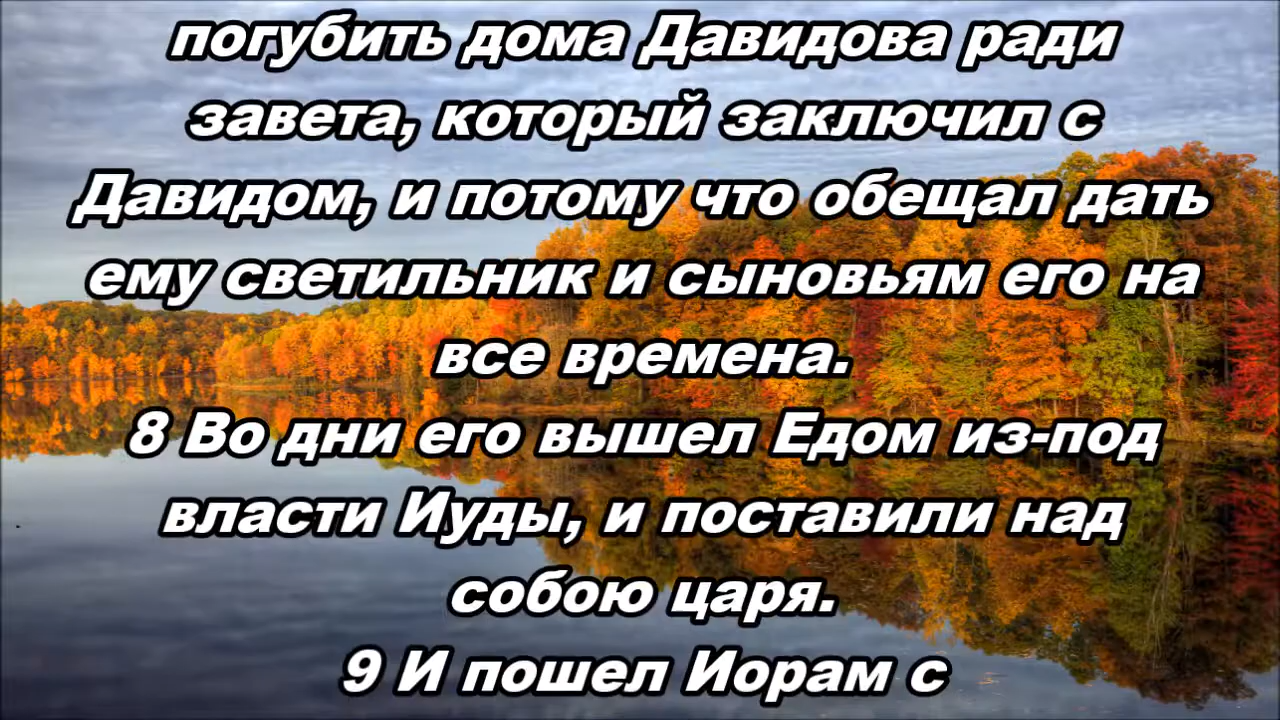 погубить дома Давидова ради
завета, который заключил с
Давидом, и потому что обещал дать
ему светильник и сыновьям его на
все времена.
8 Во дни его вышел Едом из-под
власти Иуды, и поставили над
собою царя.
9 И пошел Иорам с